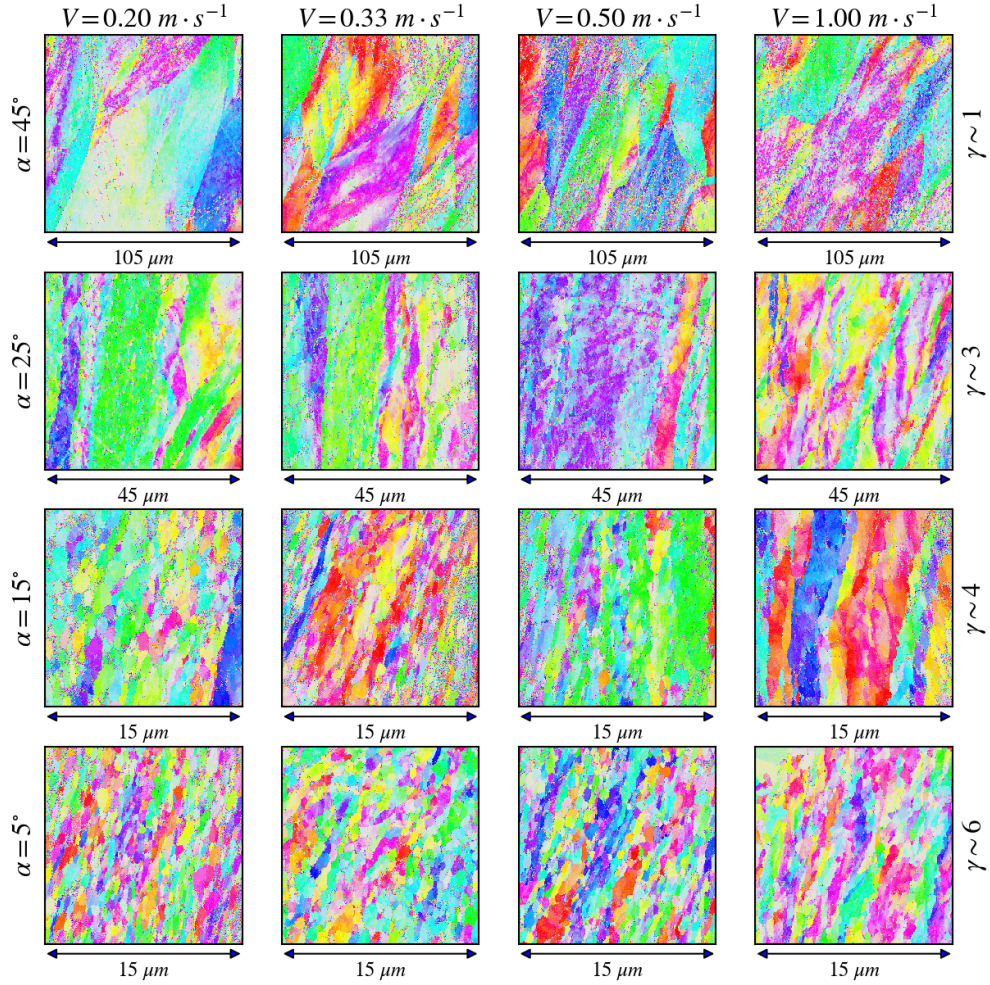 V = 0.20 m · s⁻¹ V = 0.33 m · s⁻¹ V = 0.50 m · s⁻¹ V = 1.00 m · s⁻¹
α = 45° γ ~ 1
105 μm 105 μm 105 μm 105 μm
α = 25° γ ~ 3
45 μm 45 μm 45 μm 45 μm
α = 15° γ ~ 4
15 μm 15 μm 15 μm 15 μm
α = 5° γ ~ 6
15 μm 15 μm 15 μm 15 μm